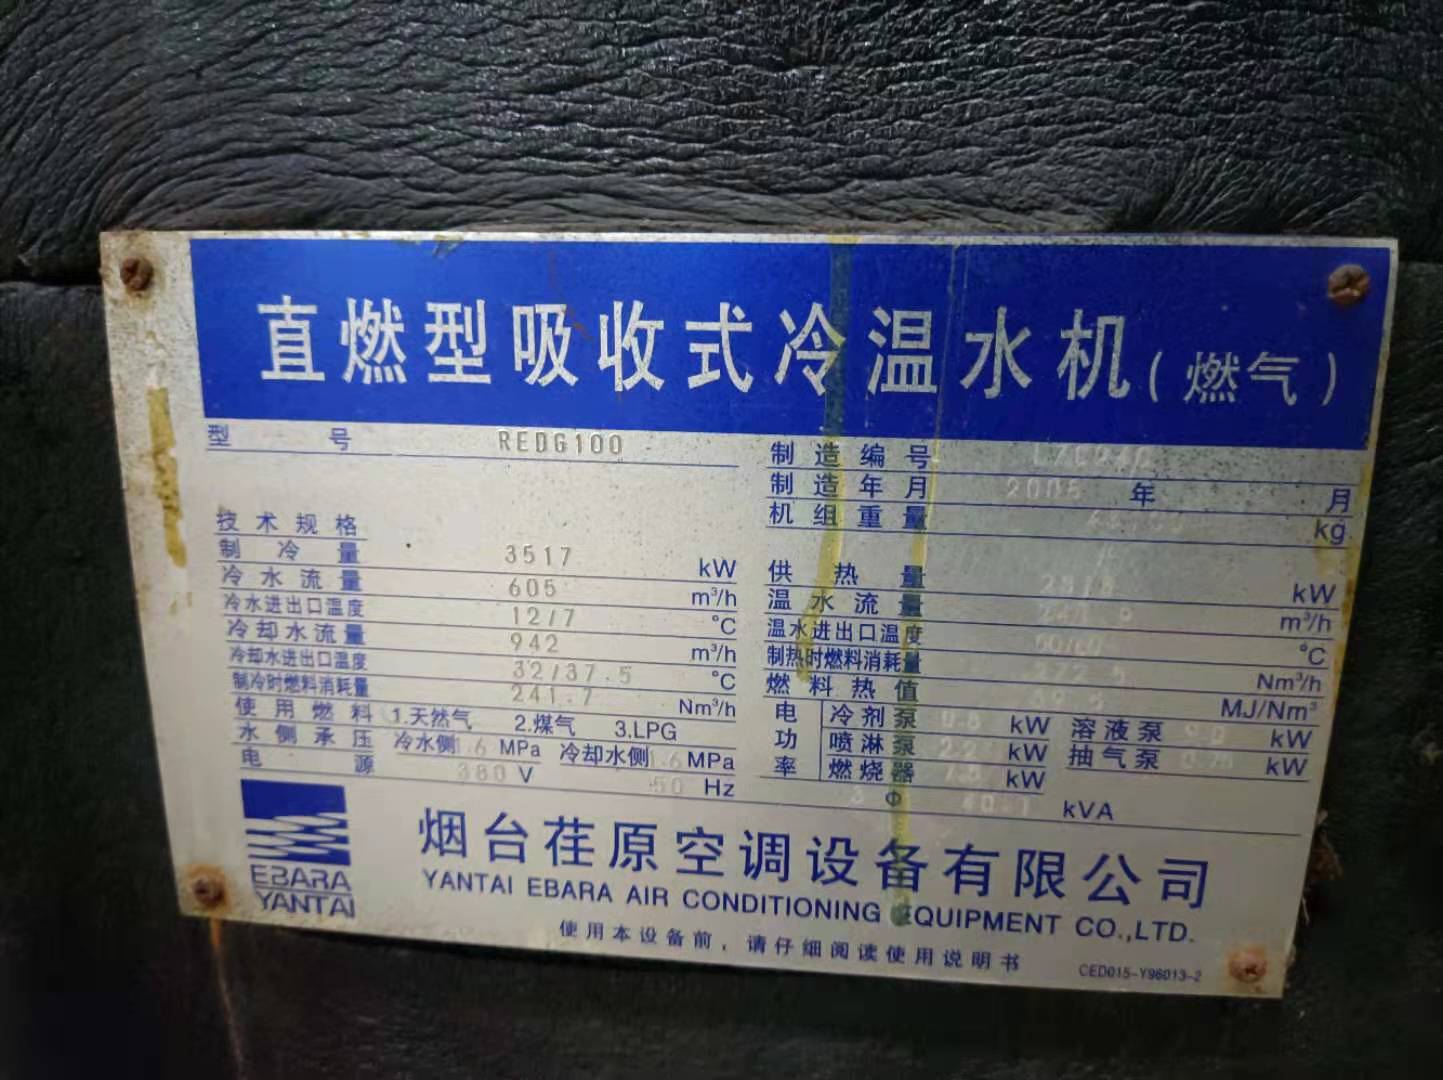 直燃型吸收式冷温水机(燃气)
型号 REDG100
制造编号
制造年月 2005 年 月
机组重量 kg
技术规格
制冷量 3517 kW
冷水流量 605 m³/h
冷水进出口温度 12/7 °C
冷却水流量 942 m³/h
冷却水进出口温度 32/37.5 °C
制冷时燃料消耗量 241.7 Nm³/h
使用燃料 1.天然气 2.煤气 3.LPG
水侧承压 冷水侧 1.6 MPa 冷却水侧 1.6 MPa
电源 380 V 50 Hz
供热量 kW
温水流量 m³/h
温水进出口温度 °C
制热时燃料消耗量 272.5 Nm³/h
燃料热值 MJ/Nm³
电功率 冷剂泵 kW 溶液泵 kW
喷淋泵 2.2 kW 抽气泵 kW
燃烧器 kW
3 Φ kVA
EBARA
YANTAI
烟台荏原空调设备有限公司
YANTAI EBARA AIR CONDITIONING EQUIPMENT CO.,LTD.
使用本设备前，请仔细阅读使用说明书
CED015-Y96013-2